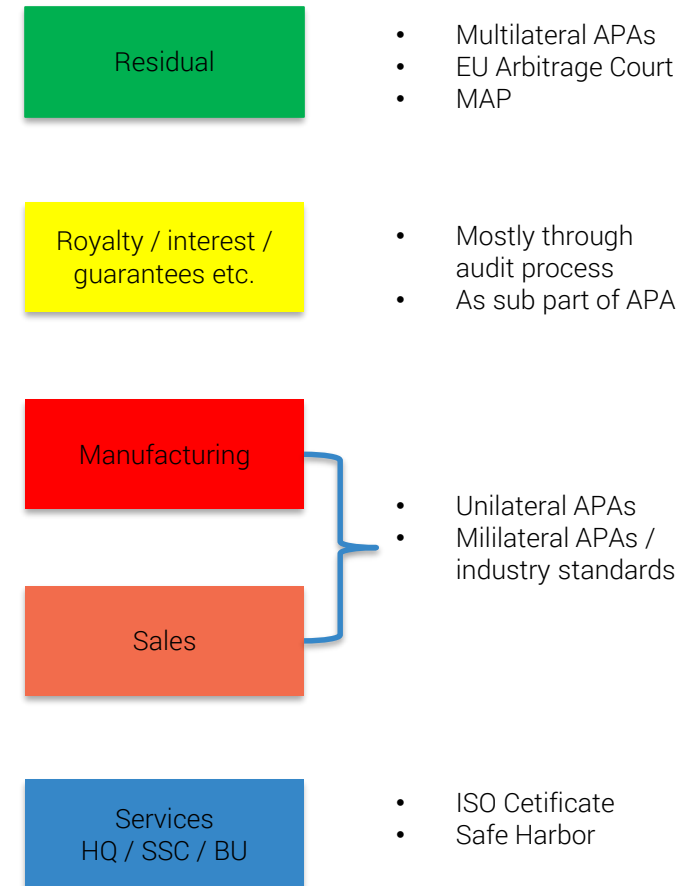 Residual
• Multilateral APAs
• EU Arbitrage Court
• MAP
Royalty / interest /
guarantees etc.
• Mostly through
audit process
• As sub part of APA
Manufacturing
• Unilateral APAs
• Mililateral APAs /
industry standards
Sales
Services
HQ / SSC / BU
• ISO Cetificate
• Safe Harbor